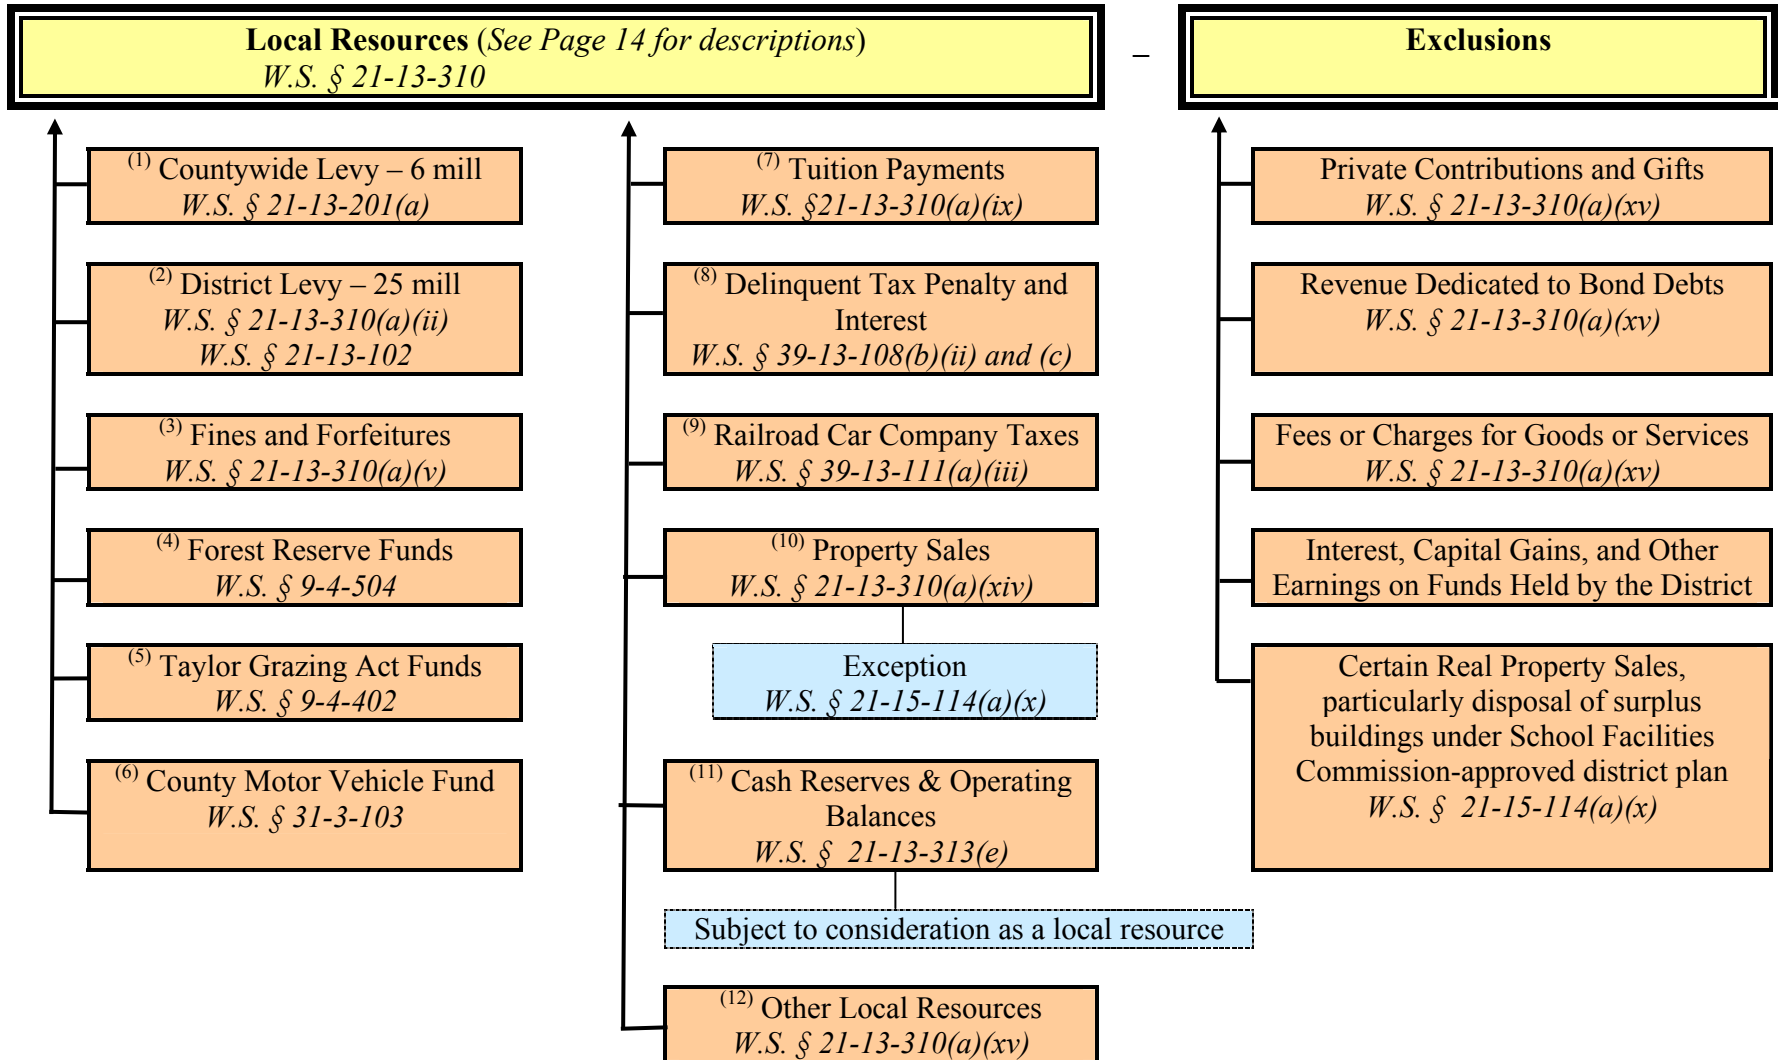 Local Resources (See Page 14 for descriptions)
W.S. § 21-13-310
–
Exclusions
(1) Countywide Levy – 6 mill
W.S. § 21-13-201(a)
(2) District Levy – 25 mill
W.S. § 21-13-310(a)(ii)
W.S. § 21-13-102
(3) Fines and Forfeitures
W.S. § 21-13-310(a)(v)
(4) Forest Reserve Funds
W.S. § 9-4-504
(5) Taylor Grazing Act Funds
W.S. § 9-4-402
(6) County Motor Vehicle Fund
W.S. § 31-3-103
(7) Tuition Payments
W.S. §21-13-310(a)(ix)
(8) Delinquent Tax Penalty and
Interest
W.S. § 39-13-108(b)(ii) and (c)
(9) Railroad Car Company Taxes
W.S. § 39-13-111(a)(iii)
(10) Property Sales
W.S. § 21-13-310(a)(xiv)
Exception
W.S. § 21-15-114(a)(x)
(11) Cash Reserves & Operating
Balances
W.S. § 21-13-313(e)
Subject to consideration as a local resource
(12) Other Local Resources
W.S. § 21-13-310(a)(xv)
Private Contributions and Gifts
W.S. § 21-13-310(a)(xv)
Revenue Dedicated to Bond Debts
W.S. § 21-13-310(a)(xv)
Fees or Charges for Goods or Services
W.S. § 21-13-310(a)(xv)
Interest, Capital Gains, and Other
Earnings on Funds Held by the District
Certain Real Property Sales,
particularly disposal of surplus
buildings under School Facilities
Commission-approved district plan
W.S. § 21-15-114(a)(x)